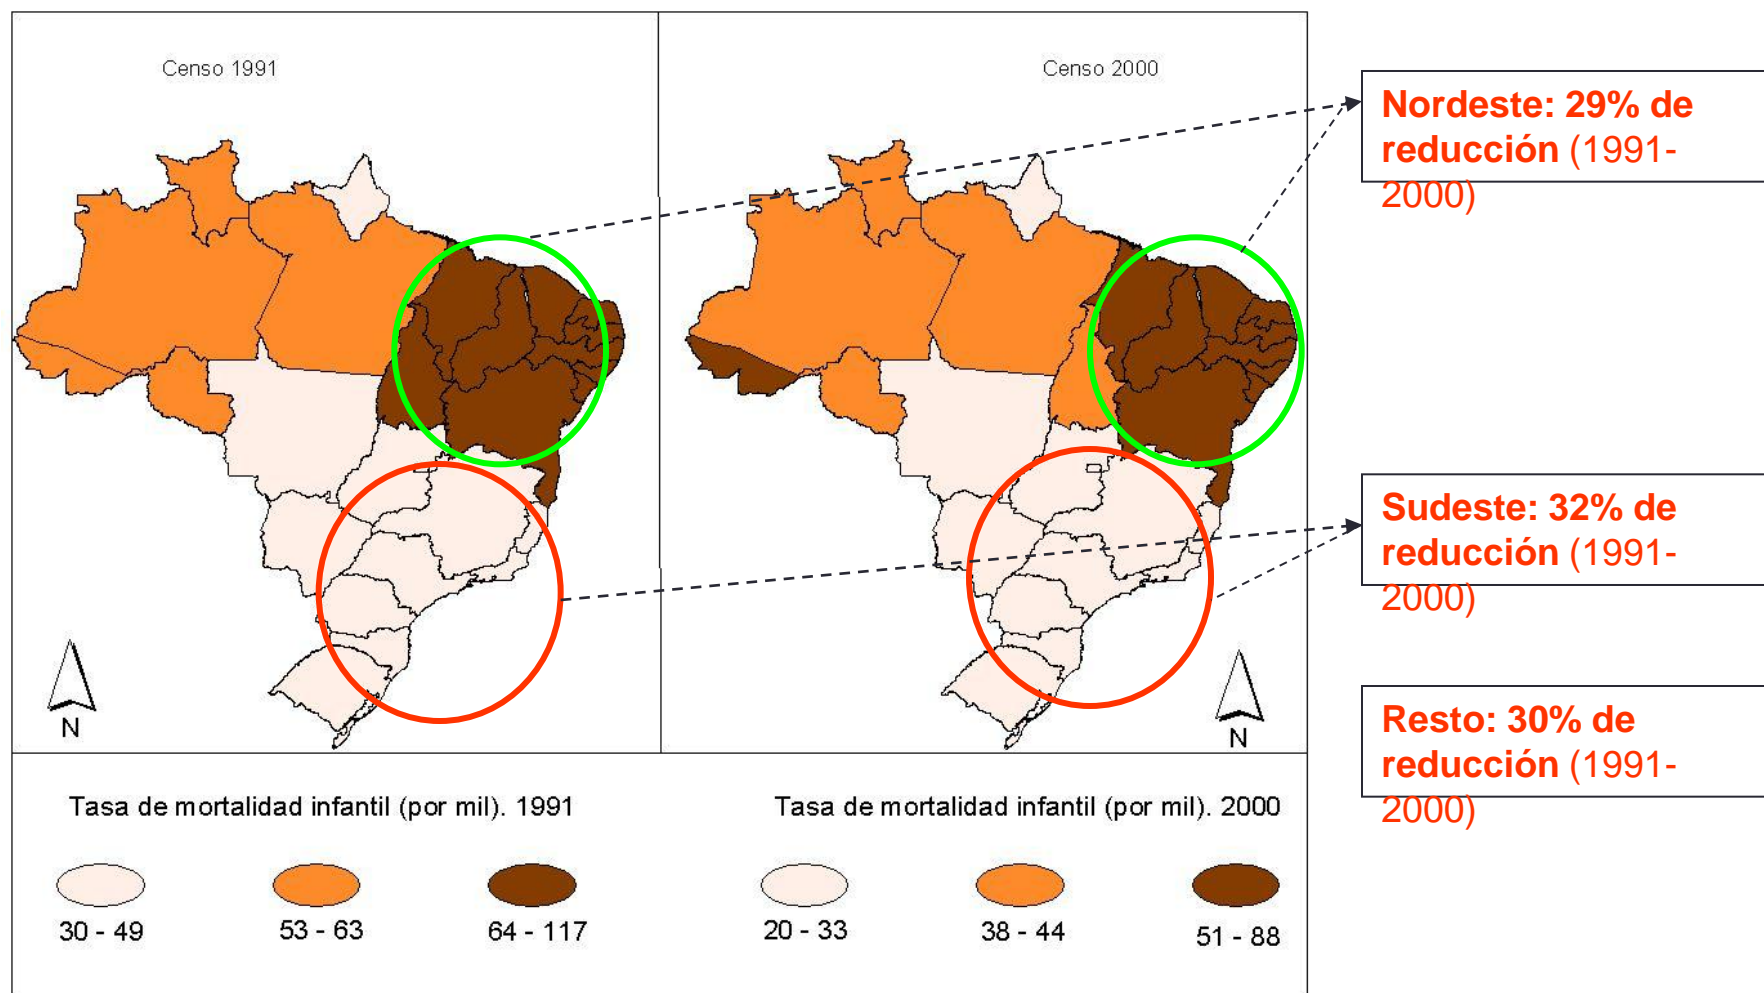 Censo 1991
Censo 2000
Nordeste: 29% de
reducción (1991-
2000)
Sudeste: 32% de
reducción (1991-
2000)
Resto: 30% de
reducción (1991-
2000)
N
N
Tasa de mortalidad infantil (por mil). 1991
30 - 49
53 - 63
64 - 117
Tasa de mortalidad infantil (por mil). 2000
20 - 33
38 - 44
51 - 88